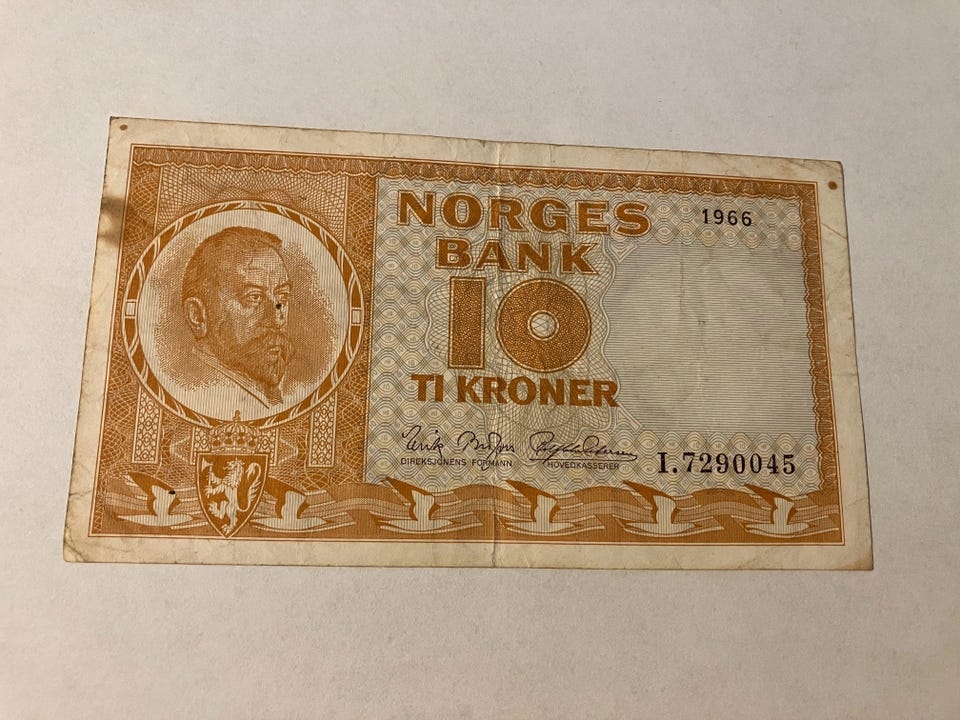 NORGES
1966
BANK
10
TI KRONER
DIREKSJONENS FORMANN
HOVEDKASSERER
I.7290045